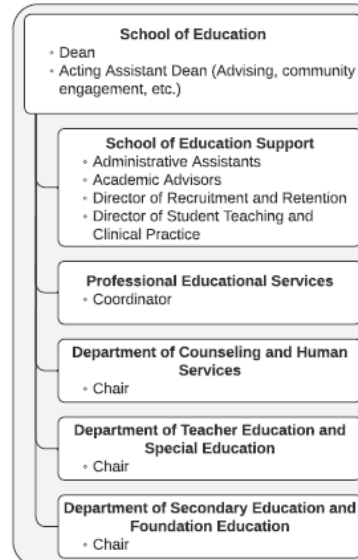 School of Education
◦ Dean
◦ Acting Assistant Dean (Advising, community
engagement, etc.)
School of Education Support
◦ Administrative Assistants
◦ Academic Advisors
◦ Director of Recruitment and Retention
◦ Director of Student Teaching and
Clinical Practice
Professional Educational Services
◦ Coordinator
Department of Counseling and Human
Services
◦ Chair
Department of Teacher Education and
Special Education
◦ Chair
Department of Secondary Education and
Foundation Education
◦ Chair